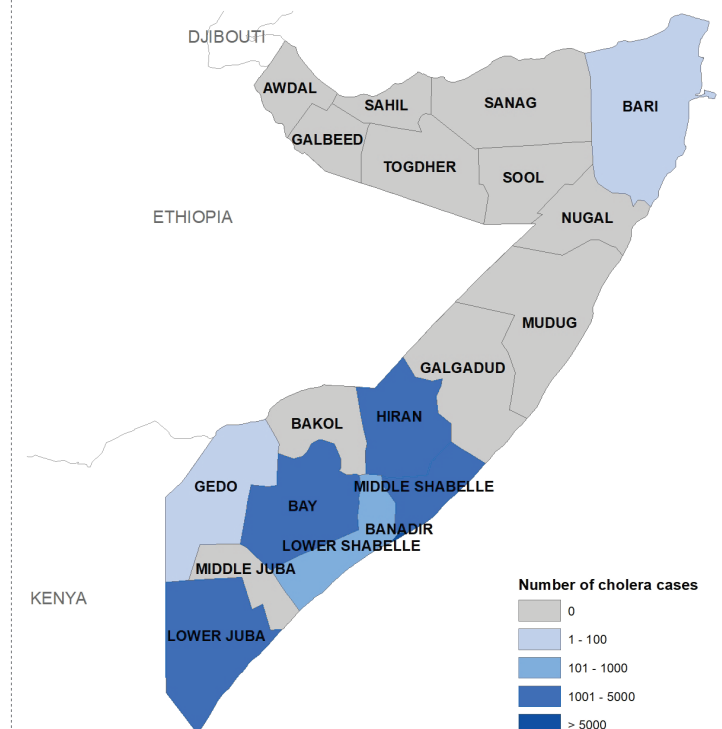 DJIBOUTI
AWDAL
SAHIL
SANAG
BARI
GALBEED
TOGDHER
SOOL
ETHIOPIA
NUGAL
MUDUG
GALGADUD
HIRAN
BAKOL
GEDO
MIDDLE SHABELLE
BAY
BANADIR
LOWER SHABELLE
MIDDLE JUBA
KENYA
LOWER JUBA
Number of cholera cases
0
1 - 100
101 - 1000
1001 - 5000
> 5000